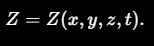 Z = Z(x, y, z, t).